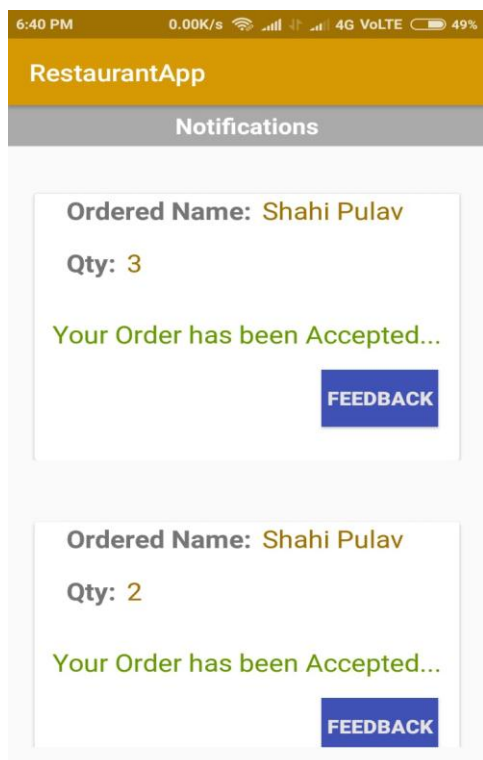 6:40 PM 0.00K/s 4G VoLTE 49%
RestaurantApp
Notifications
Ordered Name: Shahi Pulav
Qty: 3
Your Order has been Accepted...
FEEDBACK
Ordered Name: Shahi Pulav
Qty: 2
Your Order has been Accepted...
FEEDBACK